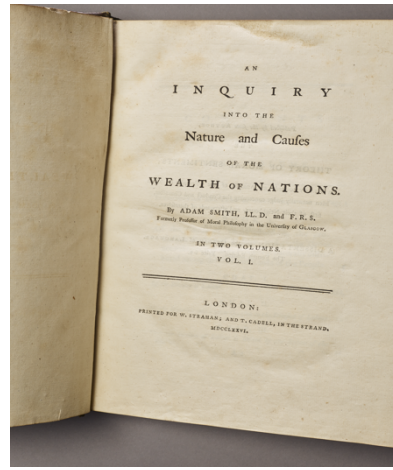 AN
INQUIRY
INTO THE
Nature and Cauſes
OF THE
WEALTH OF NATIONS.
By ADAM SMITH, LL. D. and F. R. S.
Formerly Profeſſor of Moral Philoſophy in the Univerſity of GLASGOW.
IN TWO VOLUMES.
VOL. I.
LONDON:
PRINTED FOR W. STRAHAN; AND T. CADELL, IN THE STRAND.
MDCCLXXVI.